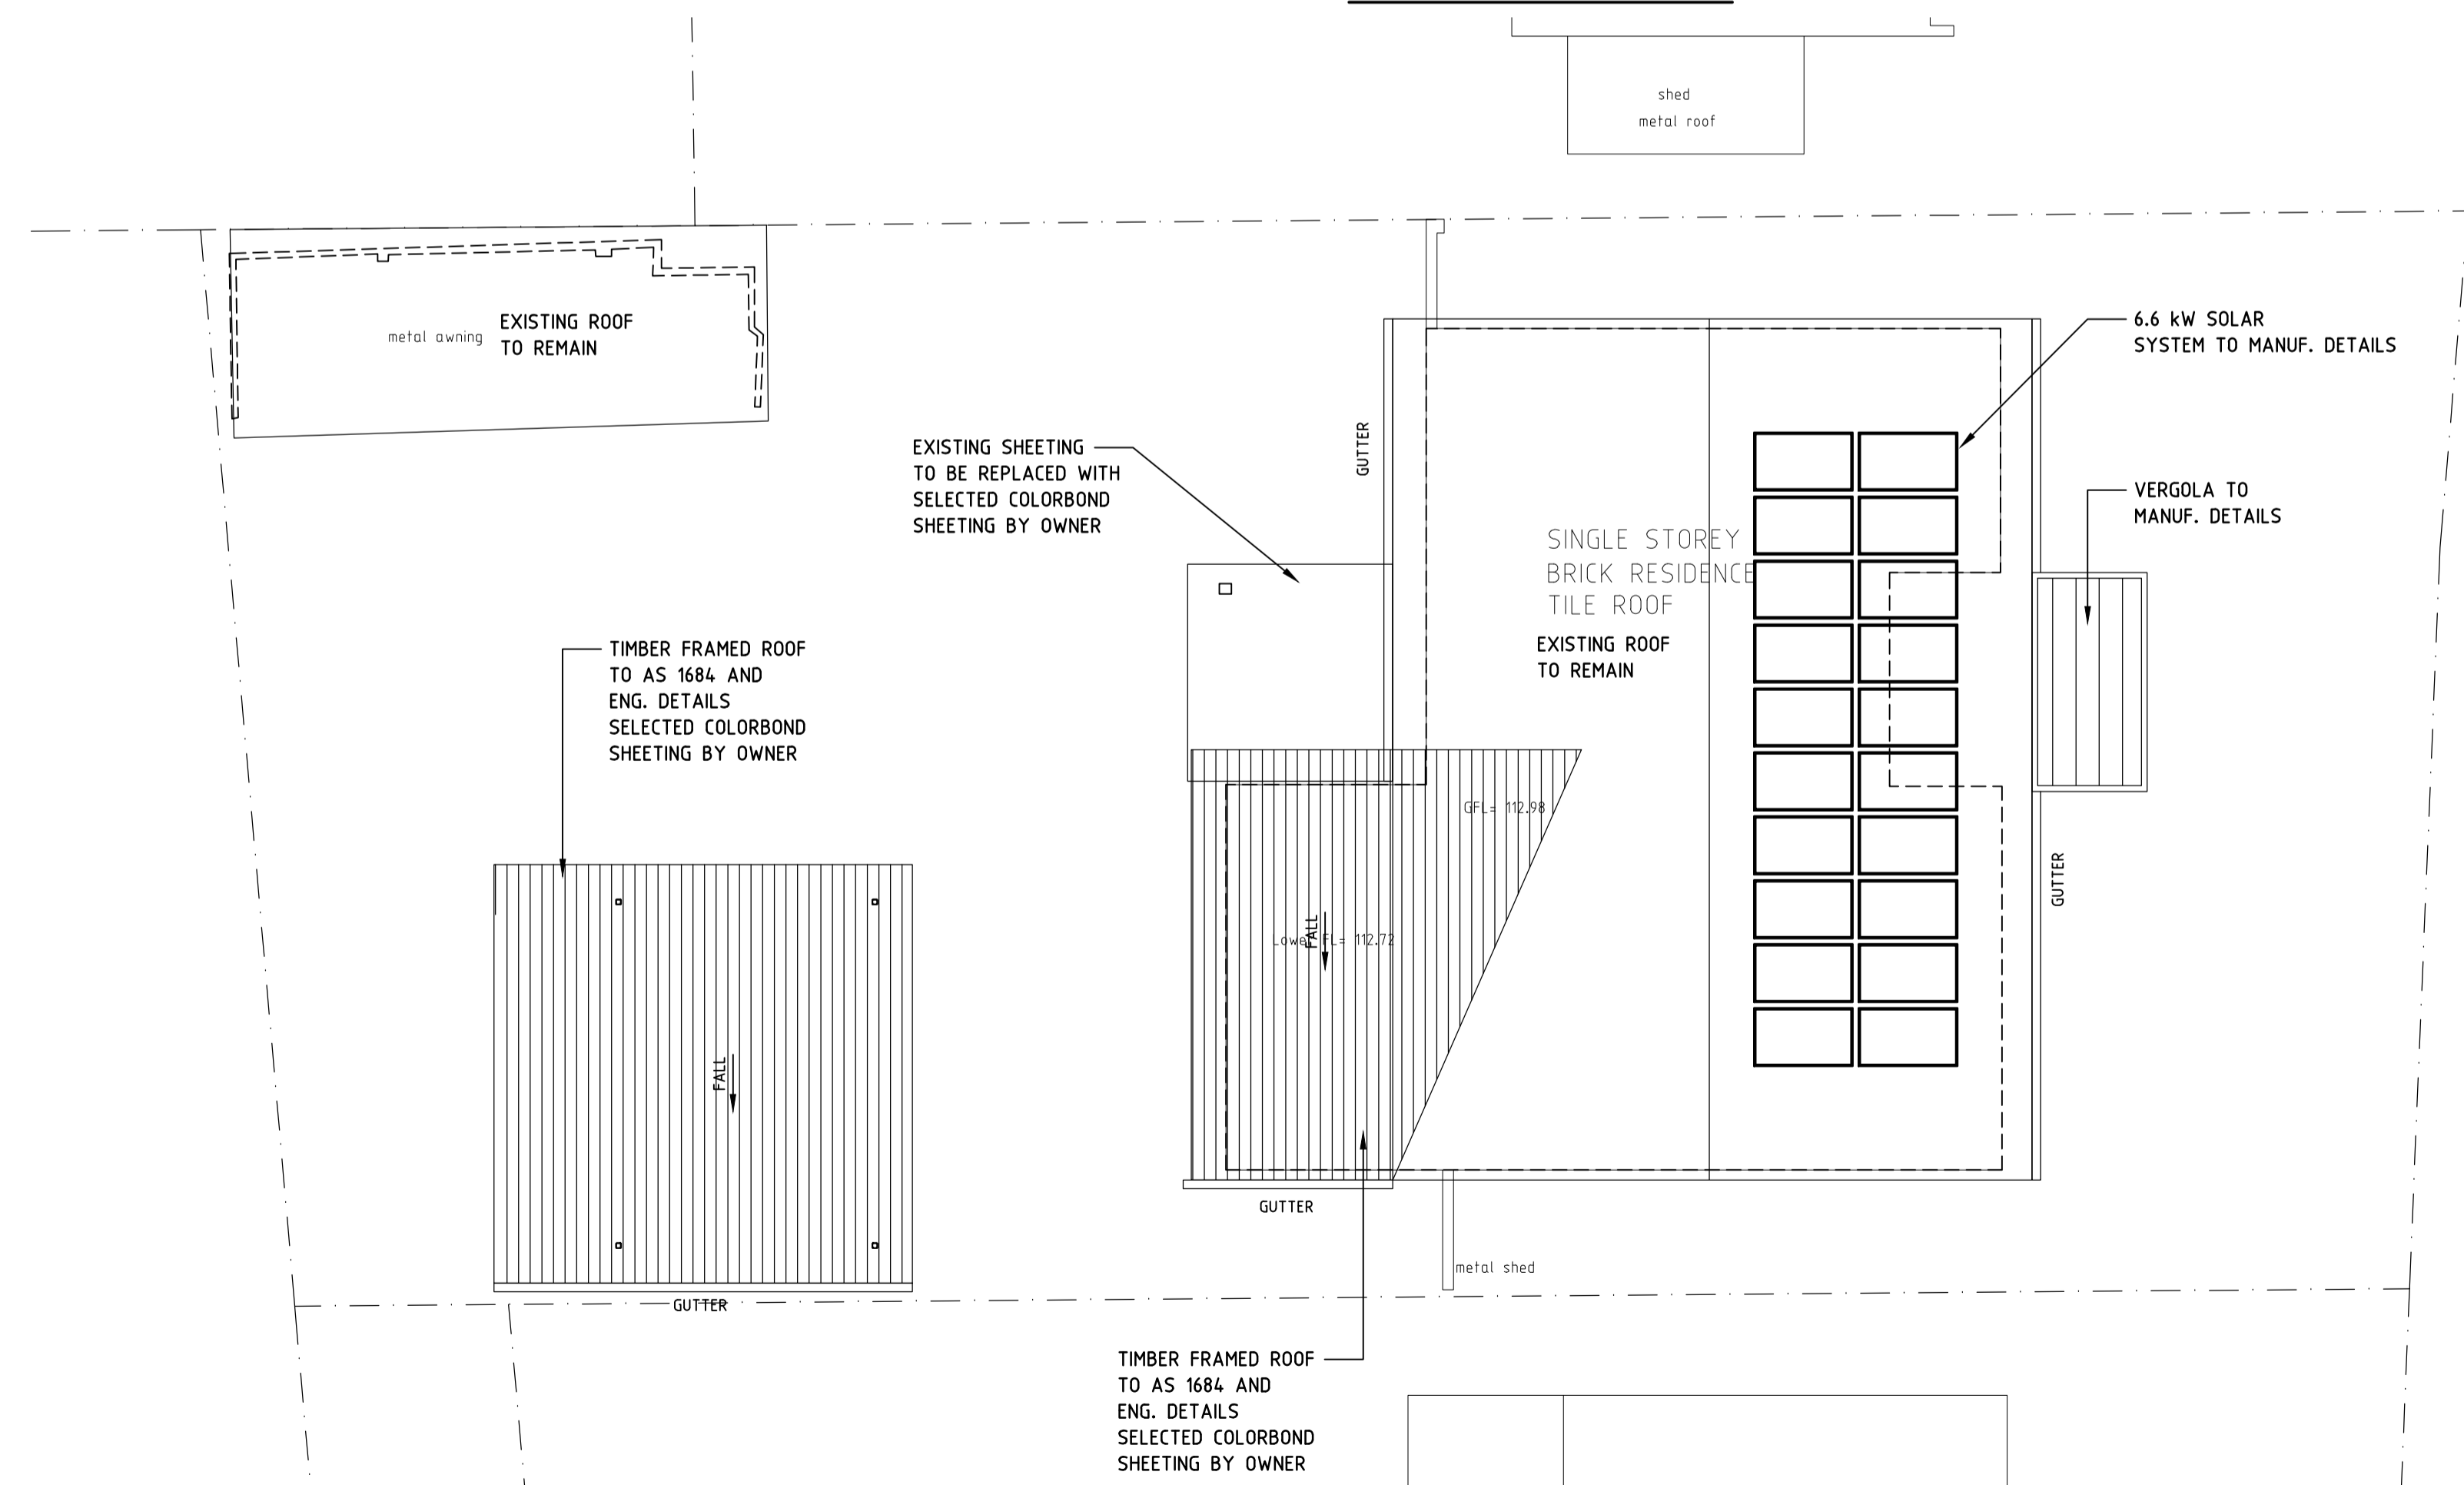 shed
metal roof
metal awning
EXISTING ROOF
TO REMAIN
6.6 kW SOLAR
SYSTEM TO MANUF. DETAILS
GUTTER
EXISTING SHEETING
TO BE REPLACED WITH
SELECTED COLORBOND
SHEETING BY OWNER
VERGOLA TO
MANUF. DETAILS
SINGLE STOREY
BRICK RESIDENCE
TILE ROOF
EXISTING ROOF
TO REMAIN
TIMBER FRAMED ROOF
TO AS 1684 AND
ENG. DETAILS
SELECTED COLORBOND
SHEETING BY OWNER
GFL= 112.98
GUTTER
Lower FL= 112.72
FALL
FALL
GUTTER
metal shed
GUTTER
TIMBER FRAMED ROOF
TO AS 1684 AND
ENG. DETAILS
SELECTED COLORBOND
SHEETING BY OWNER